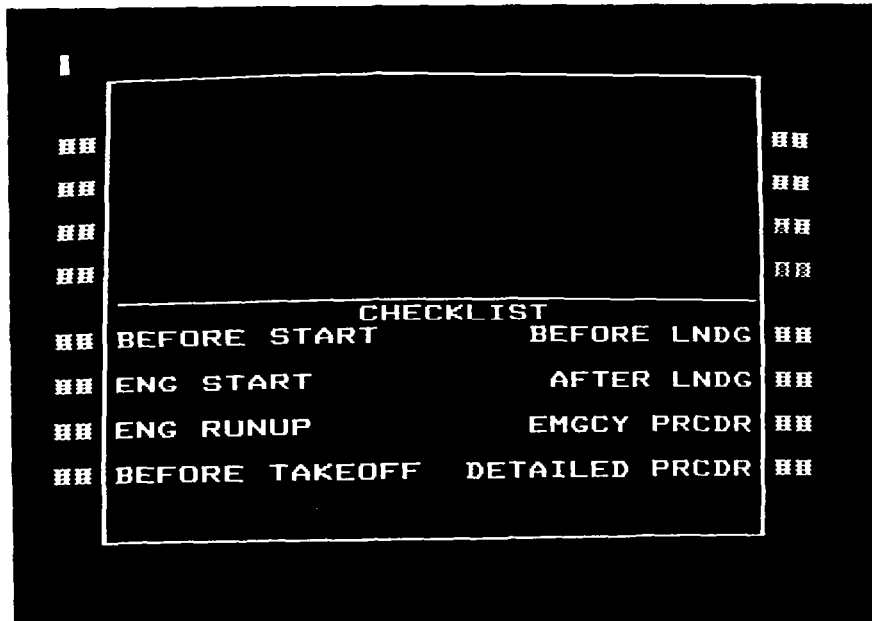 CHECKLIST
BEFORE START BEFORE LNDG
ENG START AFTER LNDG
ENG RUNUP EMGCY PRCDR
BEFORE TAKEOFF DETAILED PRCDR